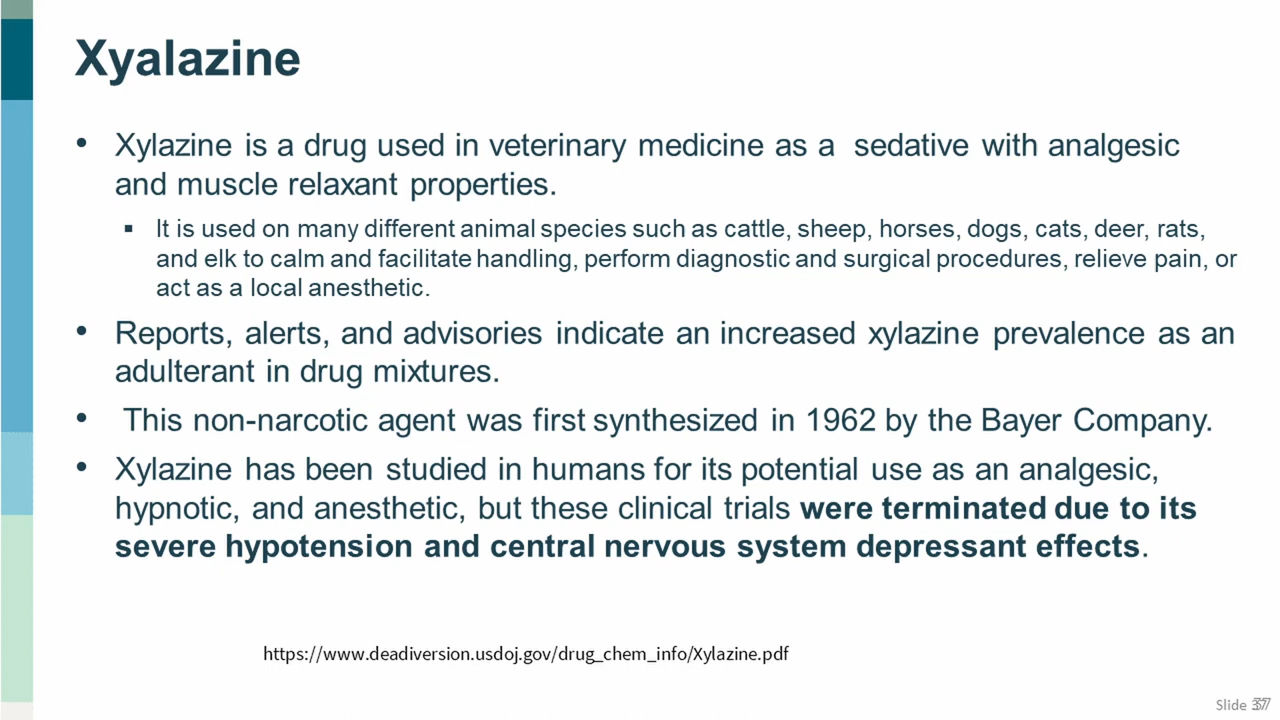 Xyalazine
• Xylazine is a drug used in veterinary medicine as a sedative with analgesic
and muscle relaxant properties.
▪ It is used on many different animal species such as cattle, sheep, horses, dogs, cats, deer, rats,
and elk to calm and facilitate handling, perform diagnostic and surgical procedures, relieve pain, or
act as a local anesthetic.
• Reports, alerts, and advisories indicate an increased xylazine prevalence as an
adulterant in drug mixtures.
• This non-narcotic agent was first synthesized in 1962 by the Bayer Company.
• Xylazine has been studied in humans for its potential use as an analgesic,
hypnotic, and anesthetic, but these clinical trials were terminated due to its
severe hypotension and central nervous system depressant effects.
https://www.deadiversion.usdoj.gov/drug_chem_info/Xylazine.pdf
Slide